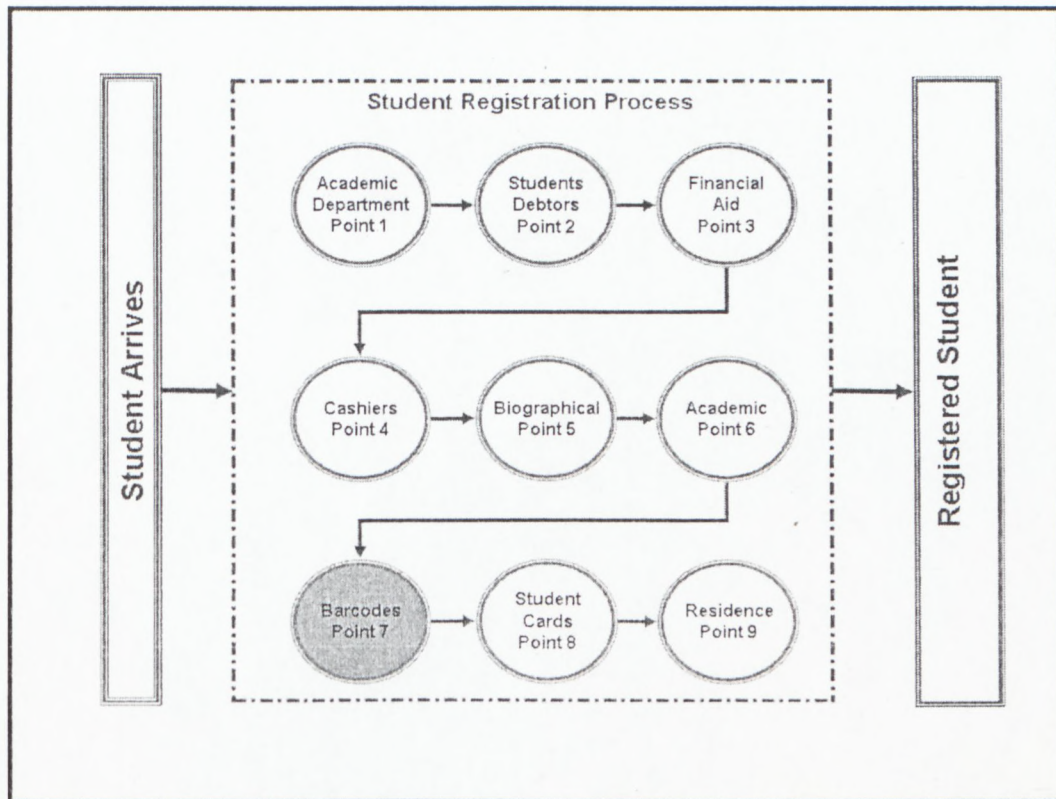 Student Registration Process
Student Arrives
Academic
Department
Point 1
Students
Debtors
Point 2
Financial
Aid
Point 3
Cashiers
Point 4
Biographical
Point 5
Academic
Point 6
Barcodes
Point 7
Student
Cards
Point 8
Residence
Point 9
Registered Student